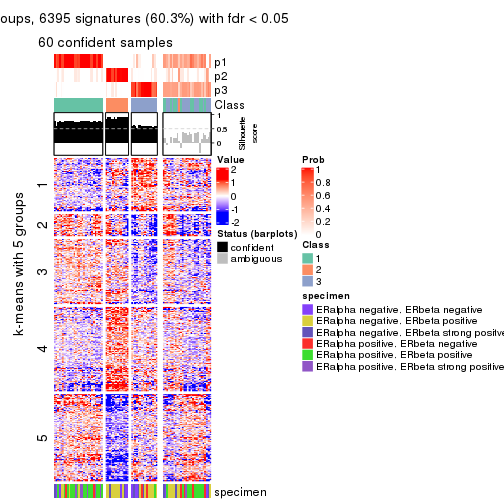 oups, 6395 signatures (60.3%) with fdr < 0.05
60 confident samples
p1
p2
p3
Class
1
0.5
0
Silhouette
score
k-means with 5 groups
1
2
3
4
5
specimen
Value
2
1
0
-1
-2
Status (barplots)
confident
ambiguous
Prob
1
0.8
0.6
0.4
0.2
0
Class
1
2
3
specimen
ERalpha negative. ERbeta negative
ERalpha negative. ERbeta positive
ERalpha negative. ERbeta strong positive
ERalpha positive. ERbeta negative
ERalpha positive. ERbeta positive
ERalpha positive. ERbeta strong positive